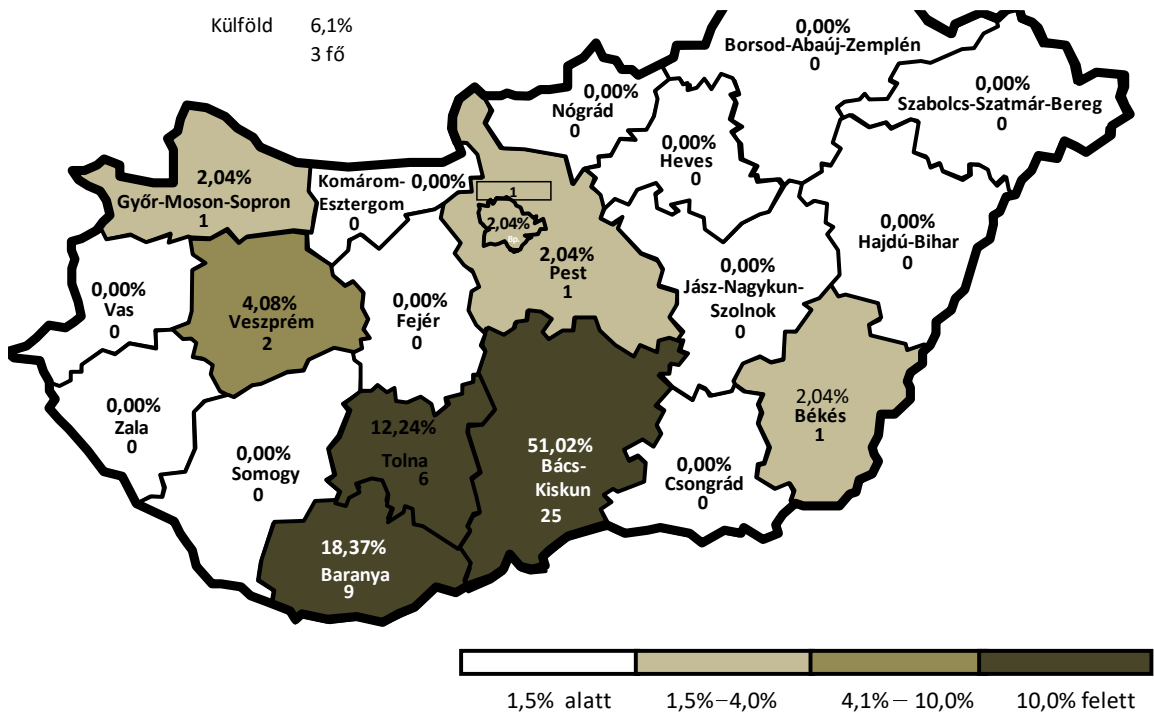 Külföld 6,1%
3 fő
0,00%
Borsod-Abaúj-Zemplén
0
0,00%
Nógrád
0
0,00%
Szabolcs-Szatmár-Bereg
0
0,00%
Heves
0
2,04%
Győr-Moson-Sopron
1
Komárom- 0,00%
Esztergom
0
1
2,04%
Bp.
2,04%
Pest
1
0,00%
Hajdú-Bihar
0
0,00%
Jász-Nagykun-
Szolnok
0
0,00%
Vas
0
4,08%
Veszprém
2
0,00%
Fejér
0
0,00%
Zala
0
0,00%
Somogy
0
12,24%
Tolna
6
51,02%
Bács-
Kiskun
25
2,04%
Békés
1
0,00%
Csongrád
0
18,37%
Baranya
9
1,5% alatt
1,5%–4,0%
4,1% – 10,0%
10,0% felett